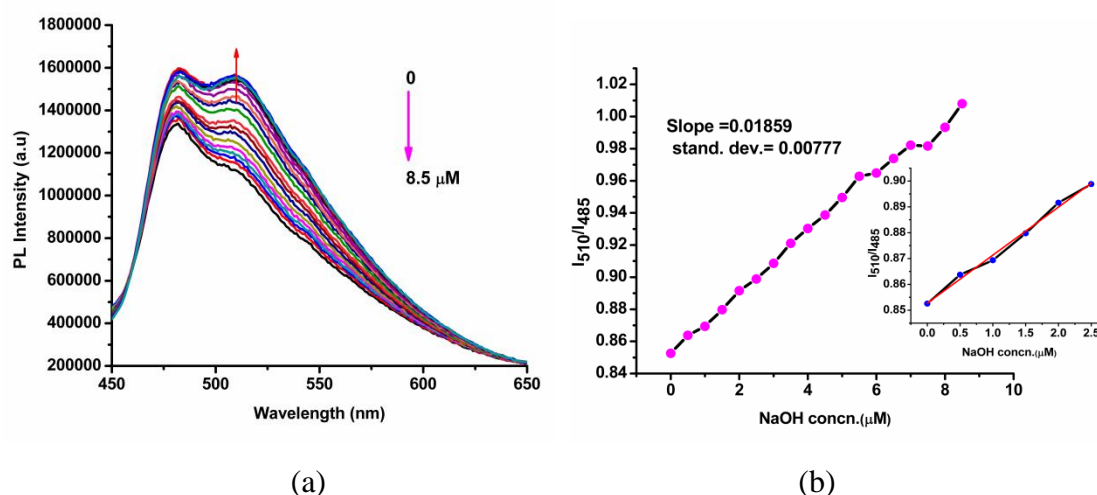 1800000
1600000
1400000
1200000
1000000
800000
600000
400000
200000
PL Intensity (a.u)
450 500 550 600 650
Wavelength (nm)
0
8.5 μM
(a)
1.02
1.00
0.98
0.96
0.94
0.92
0.90
0.88
0.86
0.84
I510/I485
Slope =0.01859
stand. dev.= 0.00777
0 2 4 6 8 10
NaOH concn.(μM)
0.90
0.89
0.88
0.87
0.86
0.85
I510/I485
0.0 0.5 1.0 1.5 2.0 2.5
NaOH concn.(μM)
(b)